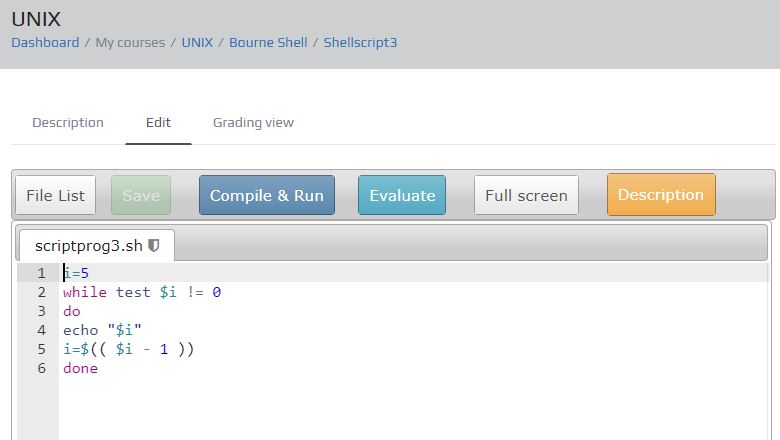 UNIX
Dashboard / My courses / UNIX / Bourne Shell / Shellscript3
Description Edit Grading view
File List Save Compile & Run Evaluate Full screen Description
scriptprog3.sh
1 i=5
2 while test $i != 0
3 do
4 echo "$i"
5 i=$(( $i - 1 ))
6 done